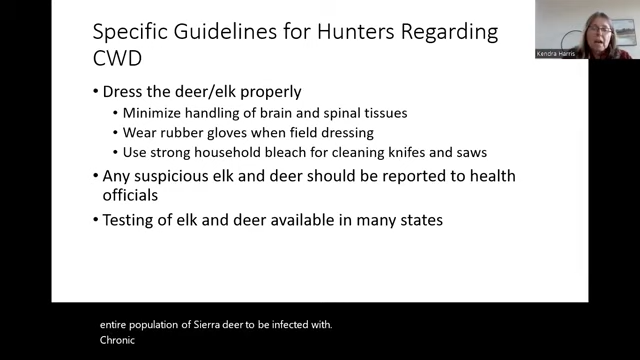 Specific Guidelines for Hunters Regarding
CWD
• Dress the deer/elk properly
• Minimize handling of brain and spinal tissues
• Wear rubber gloves when field dressing
• Use strong household bleach for cleaning knifes and saws
• Any suspicious elk and deer should be reported to health
officials
• Testing of elk and deer available in many states
Kendra Harris
entire population of Sierra deer to be infected with.
Chronic